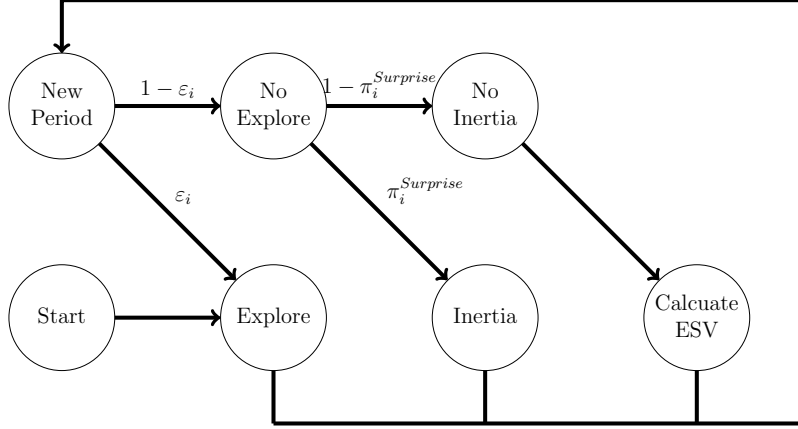 New
Period
1 − ε_i
No
Explore
1 − π_i^{Surprise}
No
Inertia
ε_i
π_i^{Surprise}
Start
Explore
Inertia
Calcuate
ESV